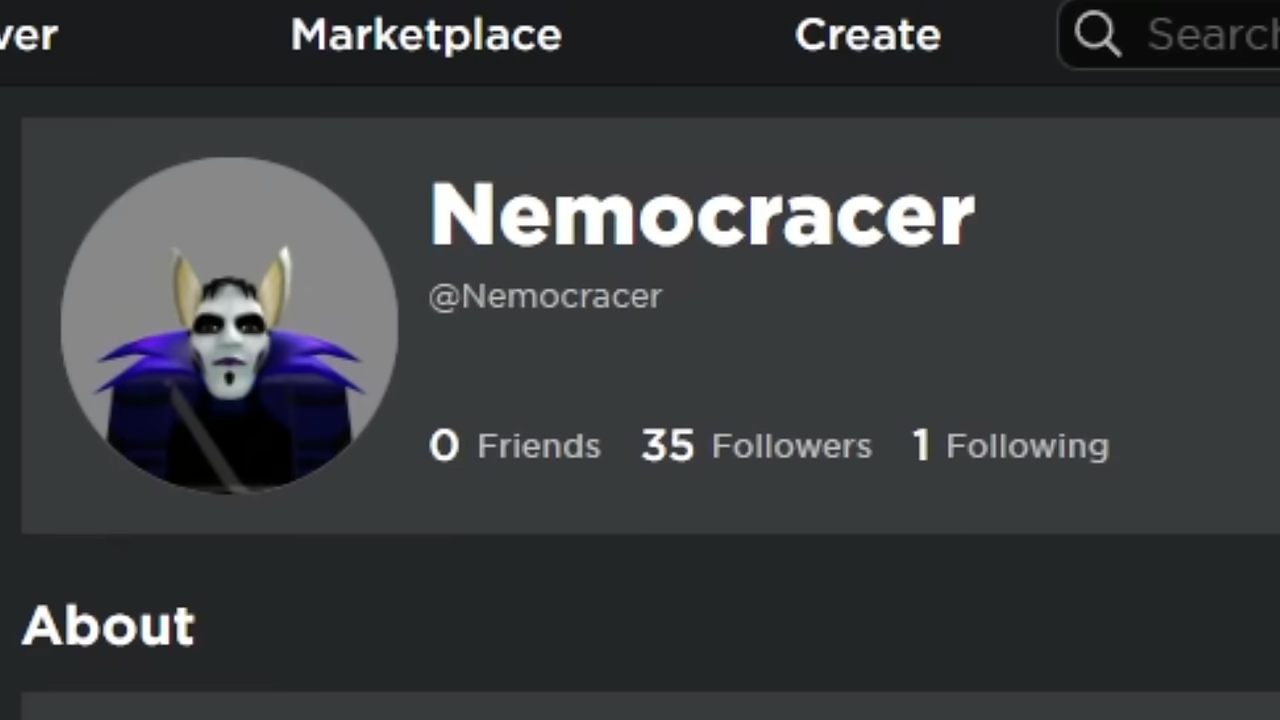 ver Marketplace Create Search
Nemocracer
@Nemocracer
0 Friends 35 Followers 1 Following
About